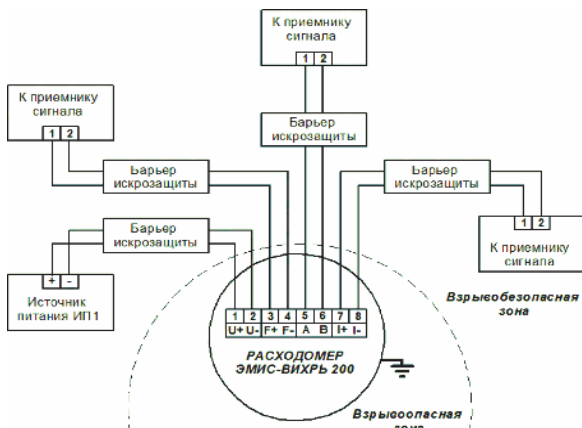 К приемнику
сигнала
1 2
К приемнику
сигнала
1 2
Барьер
искрозащиты
Барьер
искрозащиты
Барьер
искрозащиты
Барьер
искрозащиты
1 2
К приемнику
сигнала
+ -
Источник
питания ИП1
Взрывобезопасная
зона
1 2 3 4 5 6 7 8
U+ U- F+ F- A B I+ I-
РАСХОДОМЕР
ЭМИС-ВИХРЬ 200
Взрывоопасная
зона